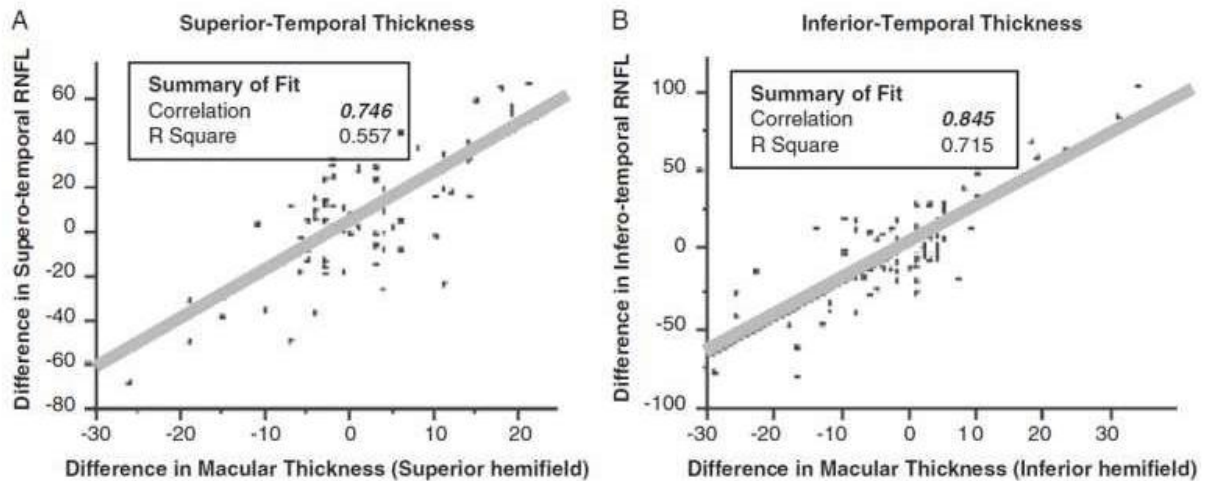 A
Superior-Temporal Thickness
Difference in Supero-temporal RNFL
60
40
20
0
-20
-40
-60
-80
Summary of Fit
Correlation 0.746
R Square 0.557
-30 -20 -10 0 10 20
Difference in Macular Thickness (Superior hemifield)
B
Inferior-Temporal Thickness
Difference in Infero-temporal RNFL
100
50
0
-50
-100
Summary of Fit
Correlation 0.845
R Square 0.715
-30 -20 -10 0 10 20 30
Difference in Macular Thickness (Inferior hemifield)